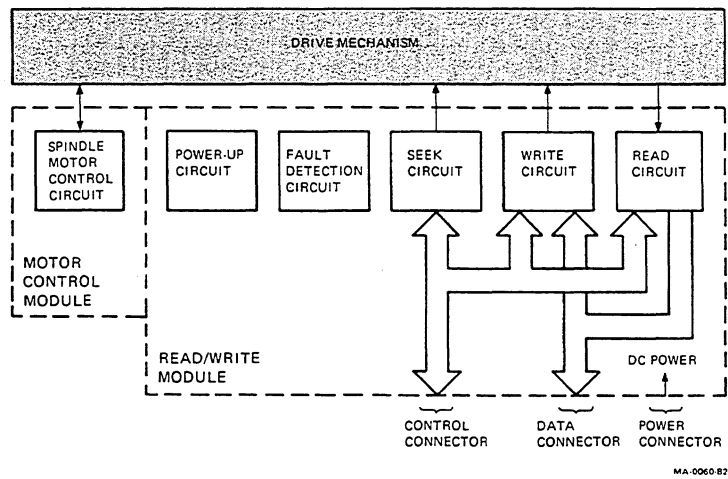 DRIVE MECHANISM
SPINDLE
MOTOR
CONTROL
CIRCUIT
POWER-UP
CIRCUIT
FAULT
DETECTION
CIRCUIT
SEEK
CIRCUIT
WRITE
CIRCUIT
READ
CIRCUIT
MOTOR
CONTROL
MODULE
READ/WRITE
MODULE
DC POWER
CONTROL
CONNECTOR
DATA
CONNECTOR
POWER
CONNECTOR
MA-0060-82